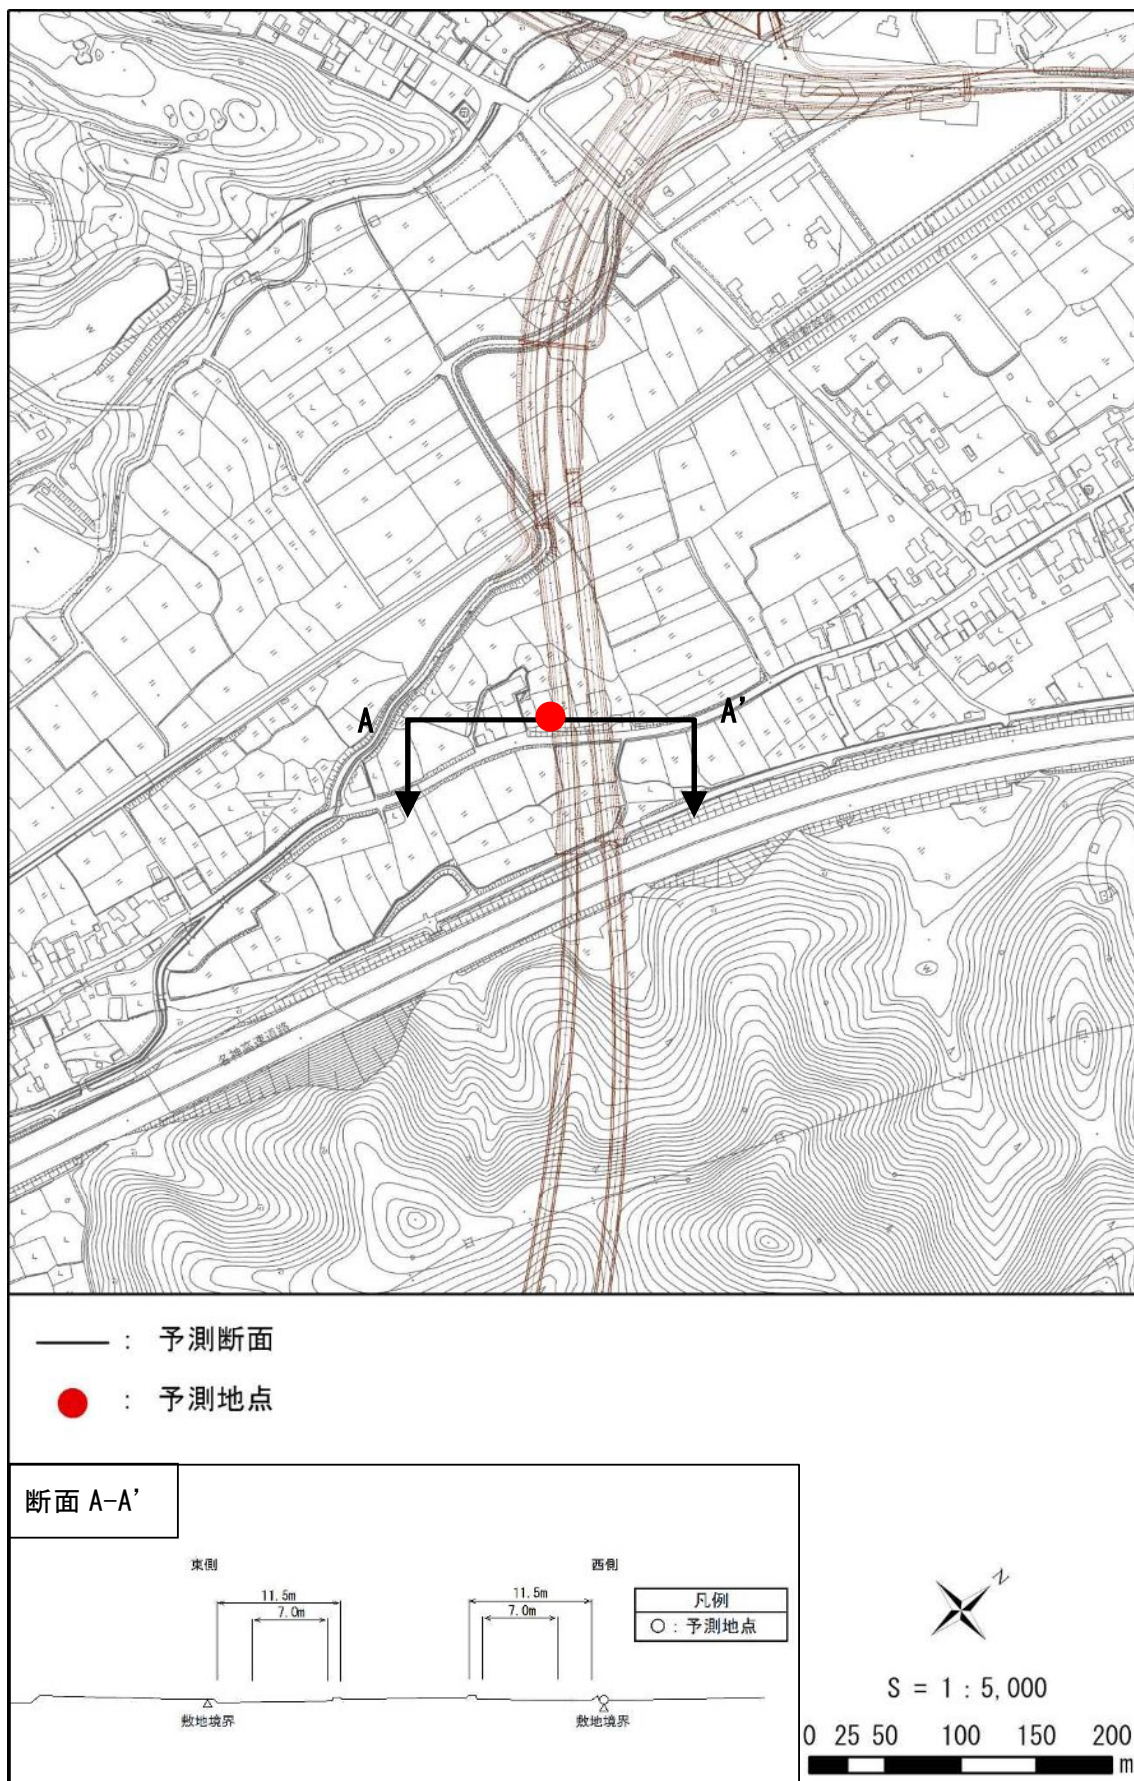 A
A'
名神高速道路
： 予測断面
： 予測地点
断面 A-A'
東側
西側
11.5m
11.5m
7.0m
7.0m
凡例
○：予測地点
敷地境界
敷地境界
N
S = 1 : 5,000
0 25 50 100 150 200
m